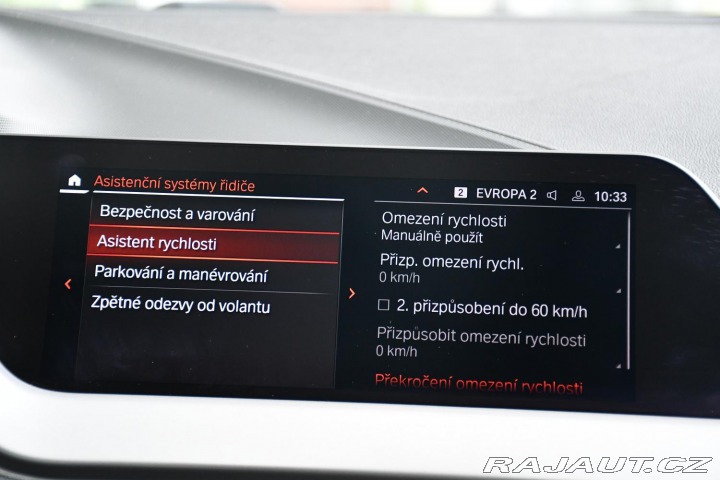 Asistenční systémy řidiče
2 EVROPA 2 10:33
Bezpečnost a varování
Asistent rychlosti
Parkování a manévrování
Zpětné odezvy od volantu
Omezení rychlosti
Manuálně použít
Přizp. omezení rychl.
0 km/h
2. přizpůsobení do 60 km/h
Přizpůsobit omezení rychlosti
0 km/h
Překročení omezení rychlosti
RAJAUT.CZ